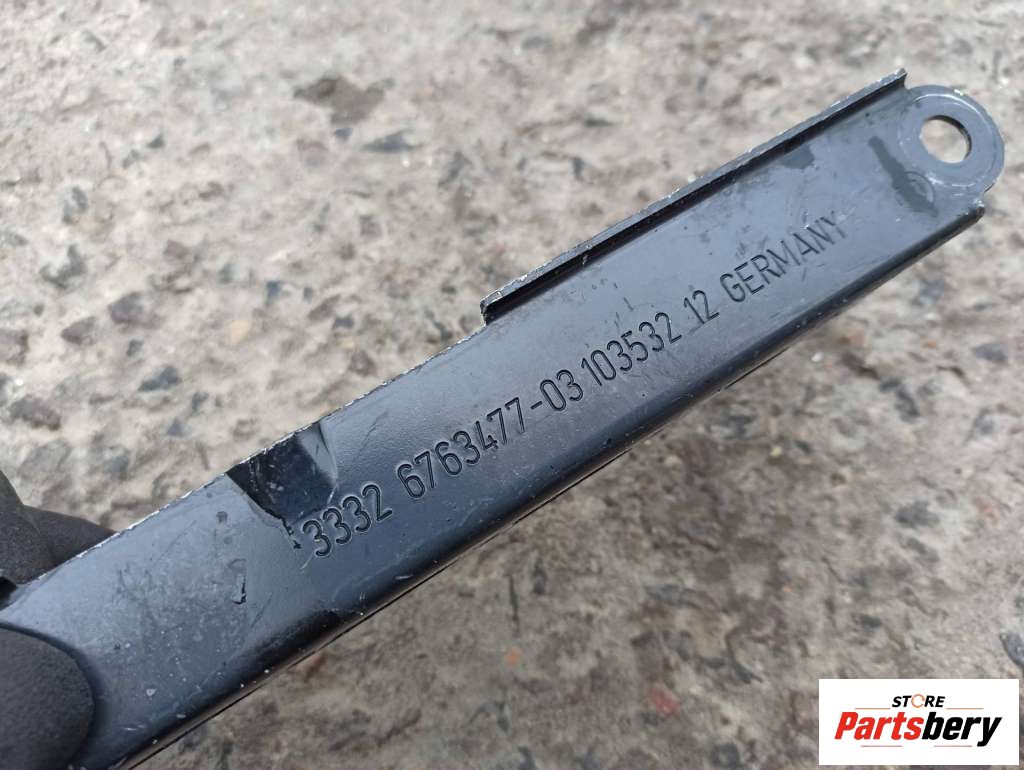 3332 6763477-03 103532 12 GERMANY
STORE
Partsbery